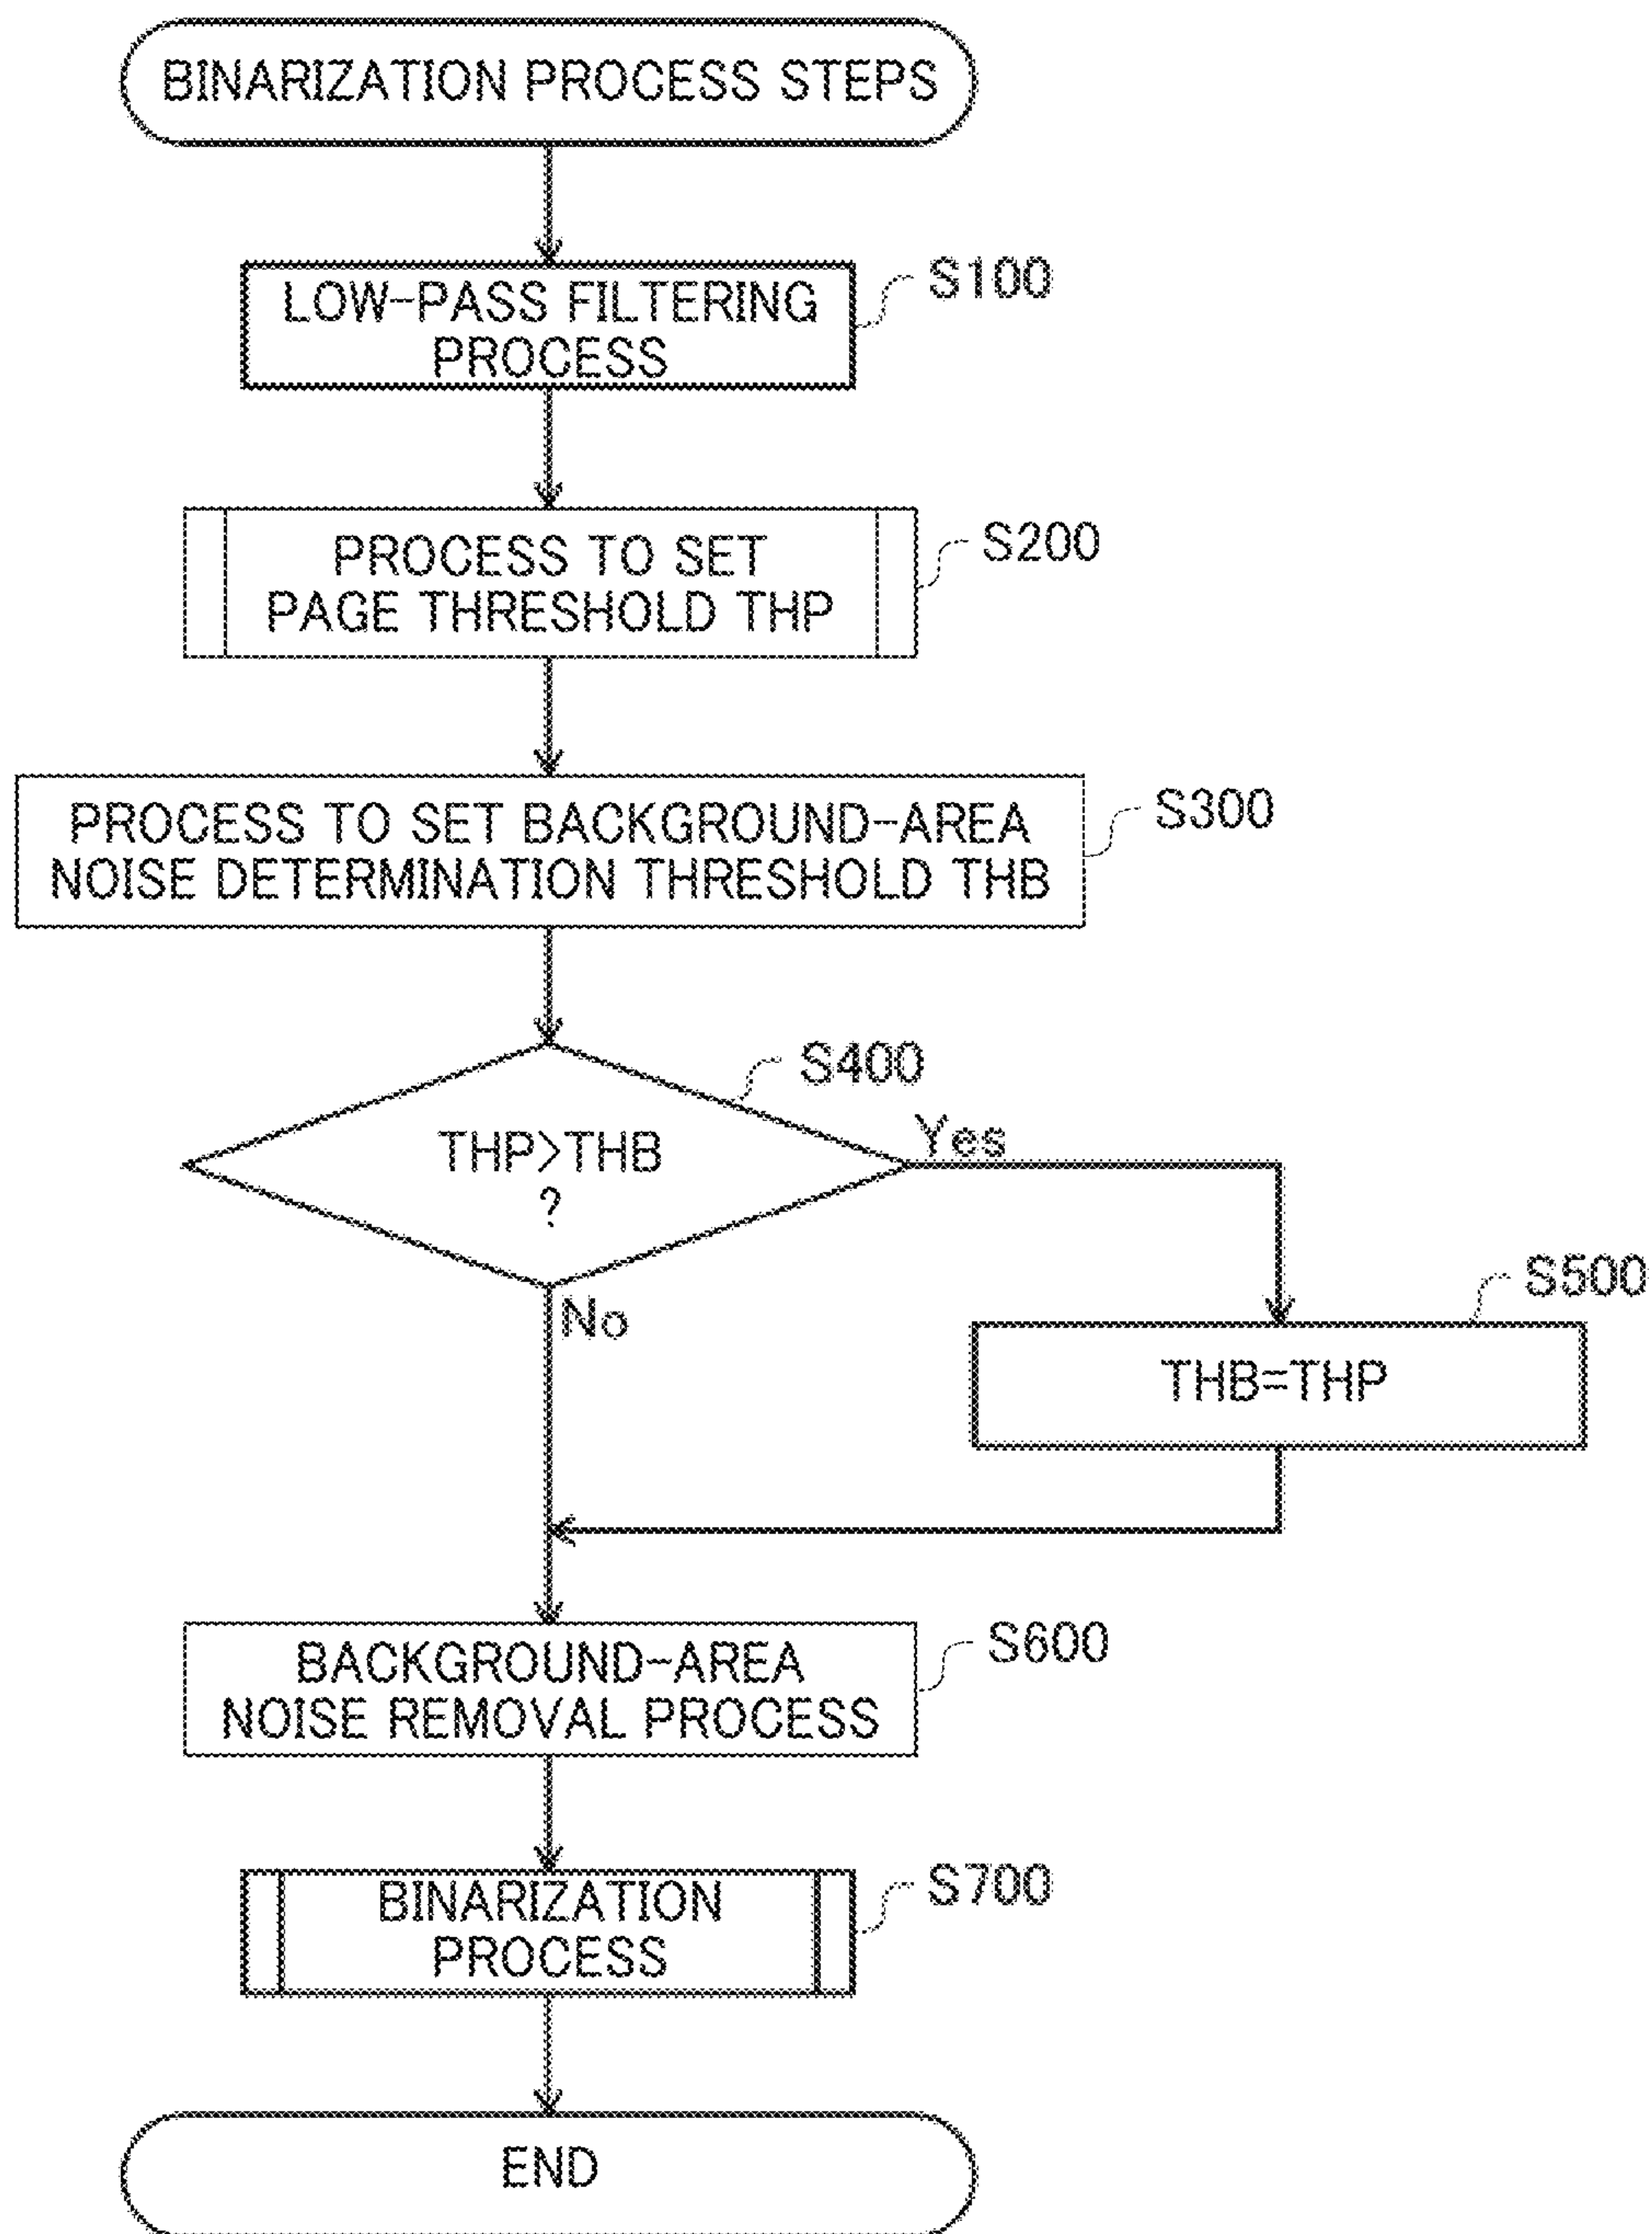 BINARIZATION PROCESS STEPS
LOW-PASS FILTERING
PROCESS
S100
PROCESS TO SET
PAGE THRESHOLD THP
S200
PROCESS TO SET BACKGROUND-AREA
NOISE DETERMINATION THRESHOLD THB
S300
S400
THP>THB
?
Yes
No
S500
THB=THP
BACKGROUND-AREA
NOISE REMOVAL PROCESS
S600
BINARIZATION
PROCESS
S700
END